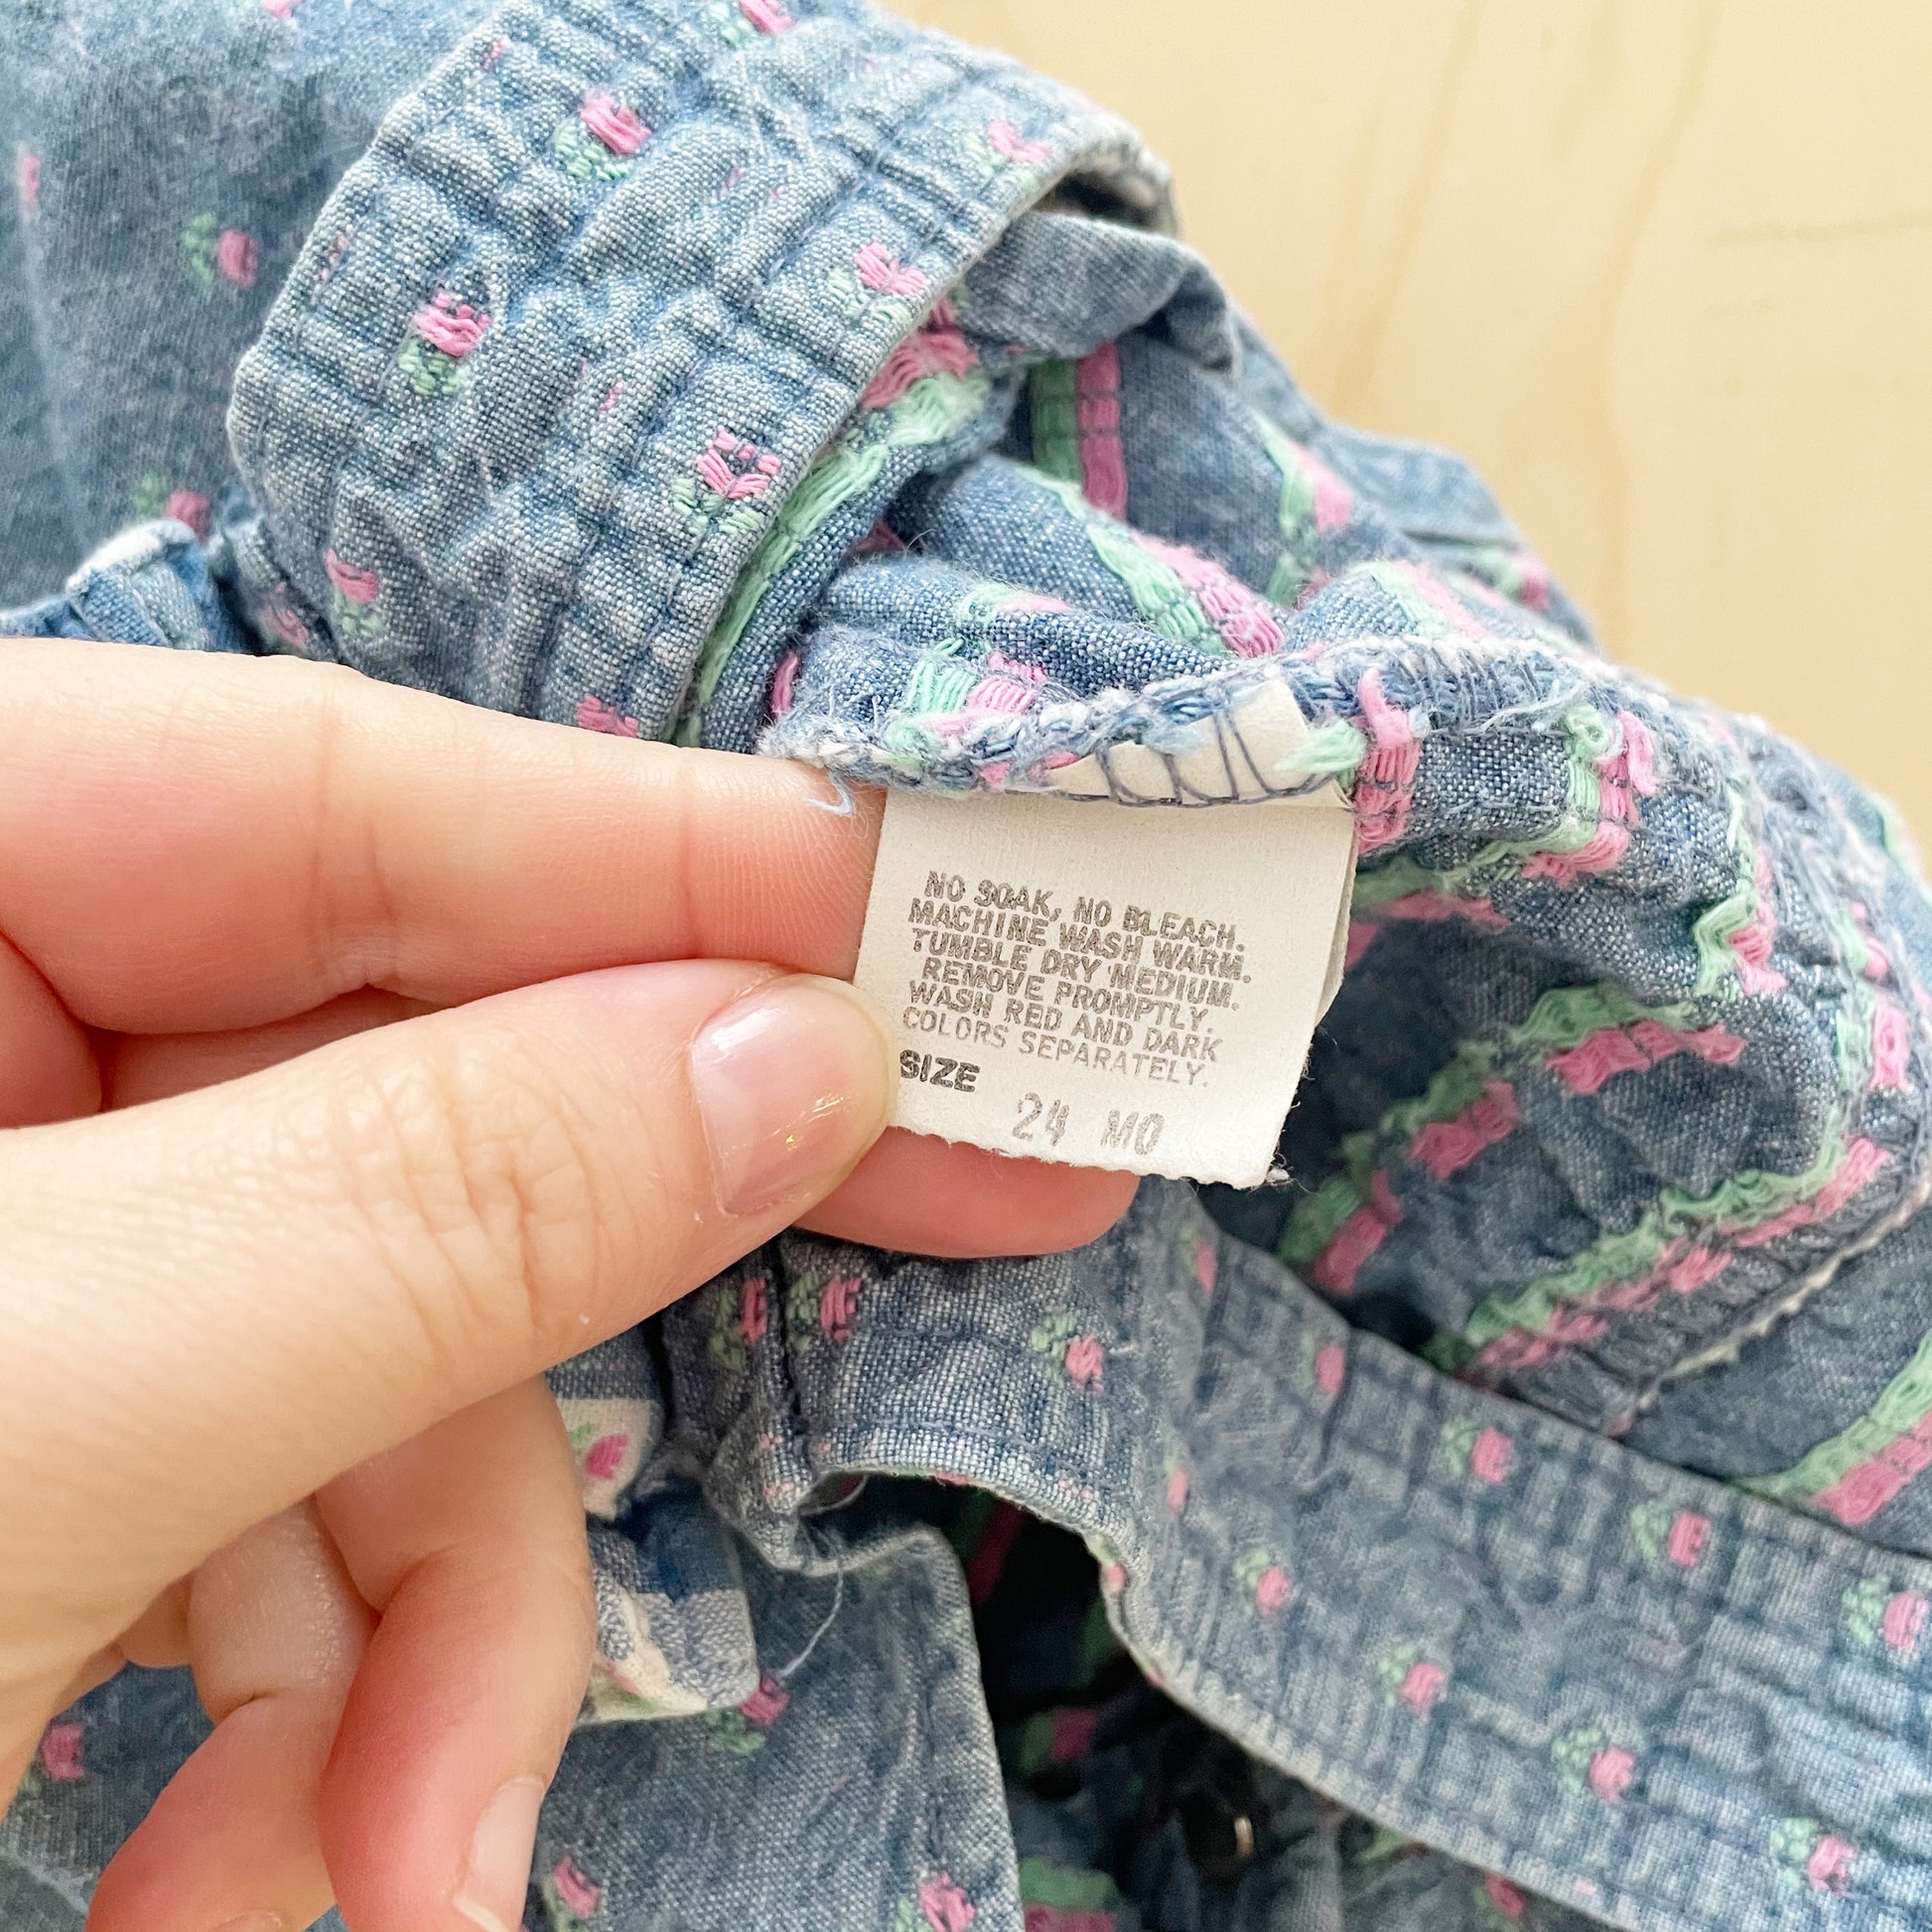 NO SOAK, NO BLEACH.
MACHINE WASH WARM.
TUMBLE DRY MEDIUM.
REMOVE PROMPTLY.
WASH RED AND DARK
COLORS SEPARATELY.
SIZE
24 MO